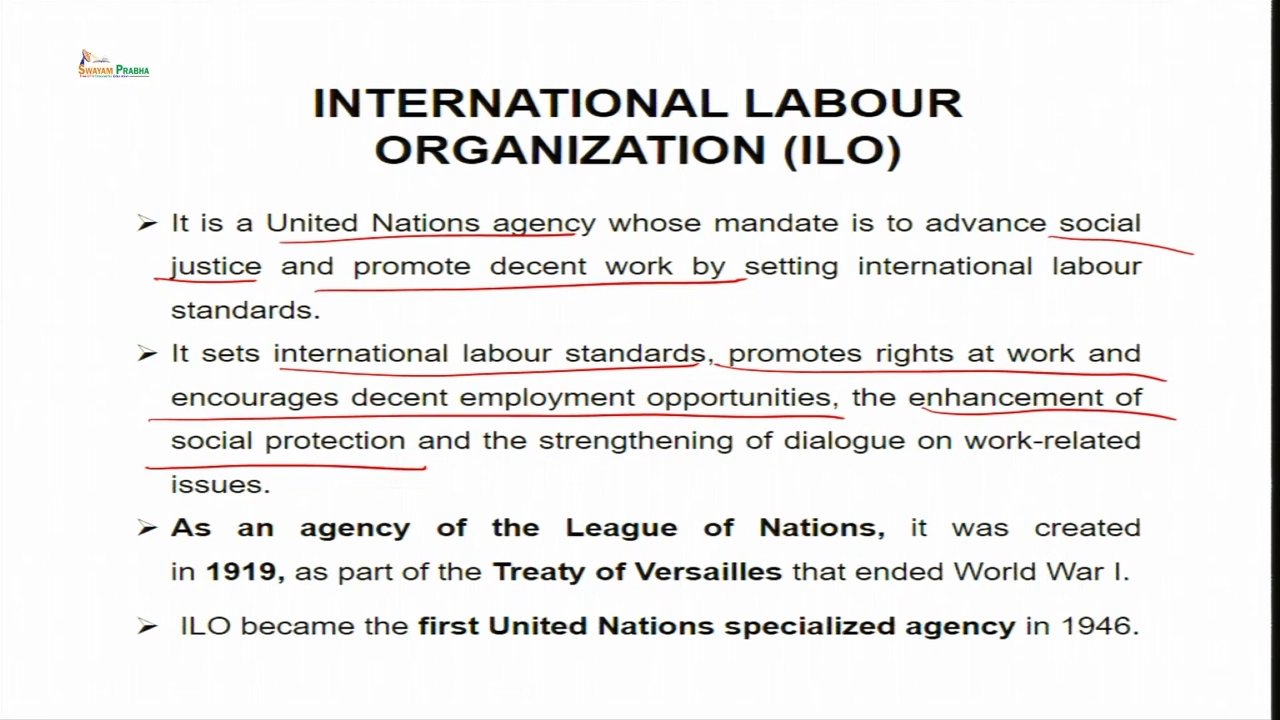 SWAYAM PRABHA
INTERNATIONAL LABOUR
ORGANIZATION (ILO)
➢ It is a United Nations agency whose mandate is to advance social
justice and promote decent work by setting international labour
standards.
➢ It sets international labour standards, promotes rights at work and
encourages decent employment opportunities, the enhancement of
social protection and the strengthening of dialogue on work-related
issues.
➢ As an agency of the League of Nations, it was created
in 1919, as part of the Treaty of Versailles that ended World War I.
➢ ILO became the first United Nations specialized agency in 1946.